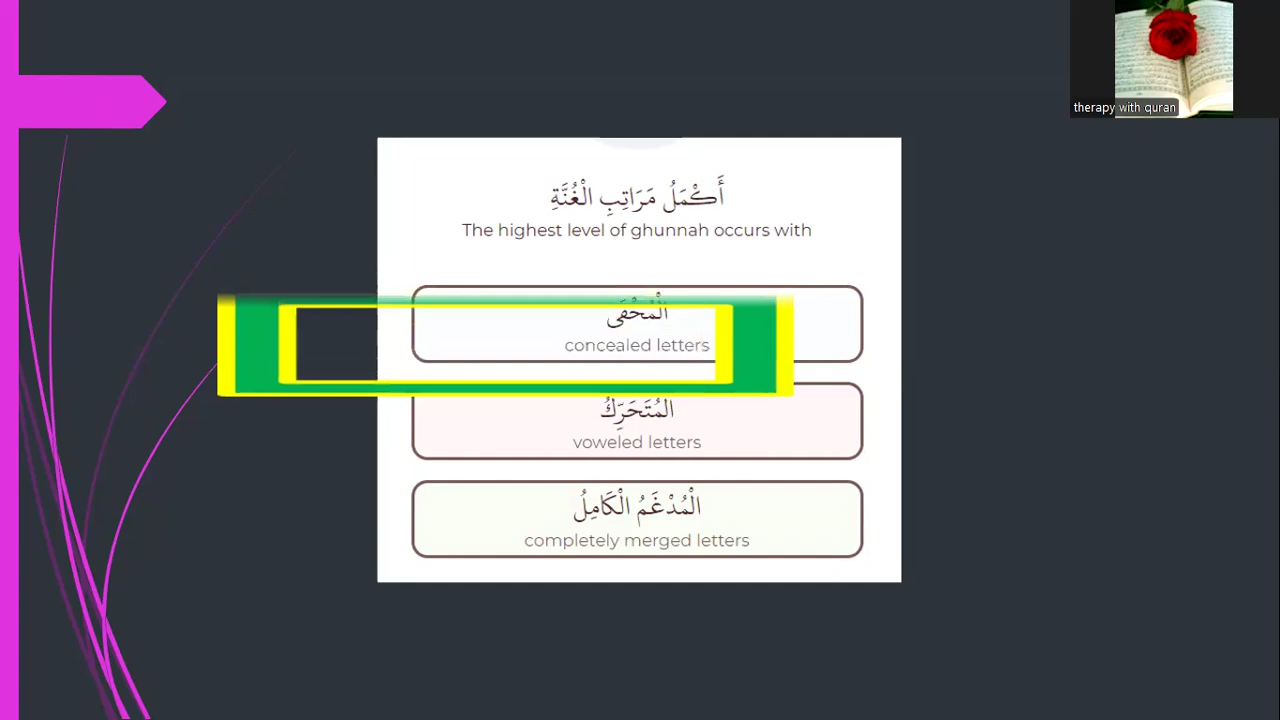 therapy with quran
أَكْمَلُ مَرَاتِبِ الْغُنَّةِ
The highest level of ghunnah occurs with
الْمُخْفَى
concealed letters
الْمُتَحَرِّكُ
voweled letters
الْمُدْغَمُ الْكَامِلُ
completely merged letters